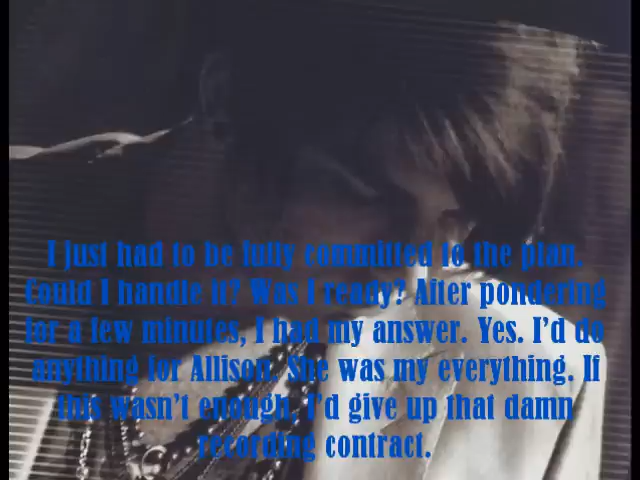 I just had to be fully committed to the plan.
Could I handle it? Was I ready? After pondering
for a few minutes, I had my answer. Yes. I'd do
anything for Allison. She was my everything. If
this wasn't enough, I'd give up that damn
recording contract.